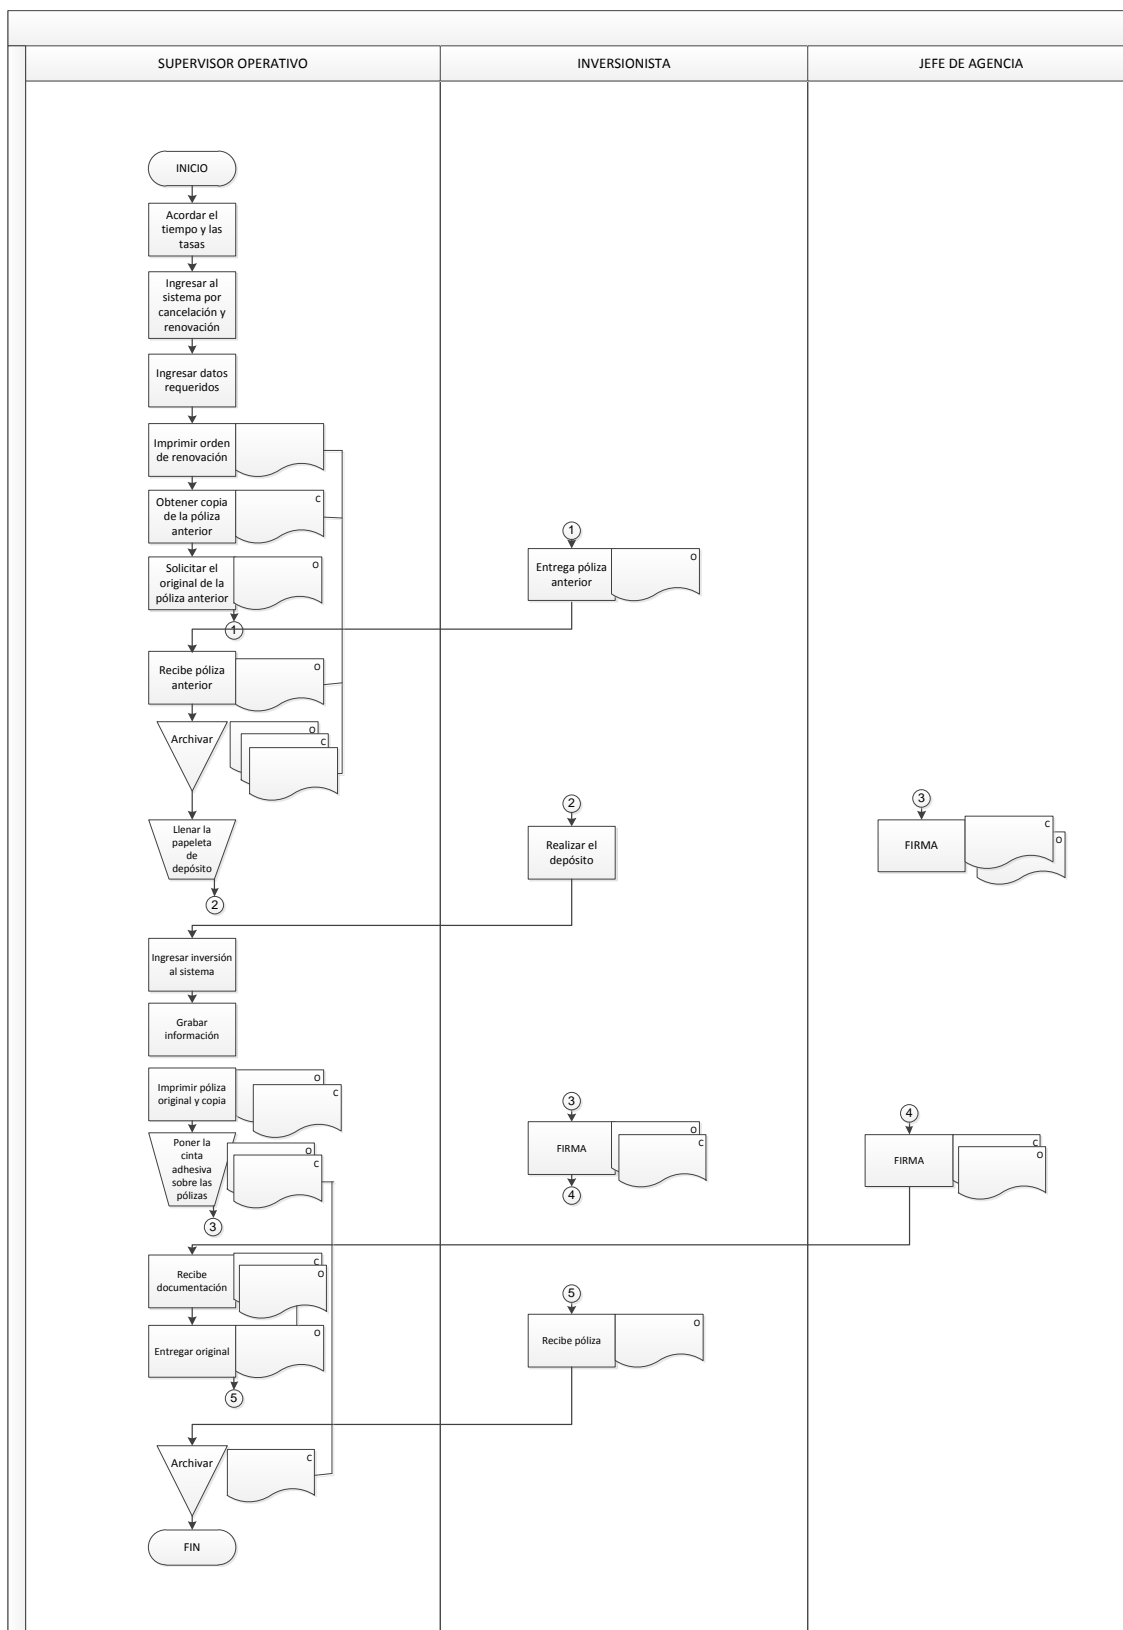 SUPERVISOR OPERATIVO
INVERSIONISTA
JEFE DE AGENCIA
INICIO
Acordar el
tiempo y las
tasas
Ingresar al
sistema por
cancelación y
renovación
Ingresar datos
requeridos
Imprimir orden
de renovación
Obtener copia
de la póliza
anterior
C
Solicitar el
original de la
póliza anterior
O
1
1
Entrega póliza
anterior
O
Recibe póliza
anterior
O
Archivar
O
C
Llenar la
papeleta
de
depósito
2
2
Realizar el
depósito
3
FIRMA
C
O
Ingresar inversión
al sistema
Grabar
información
Imprimir póliza
original y copia
O
C
Poner la
cinta
adhesiva
sobre las
pólizas
O
C
3
3
FIRMA
O
C
4
4
FIRMA
C
O
Recibe
documentación
C
O
Entregar original
O
5
5
Recibe póliza
O
Archivar
C
FIN